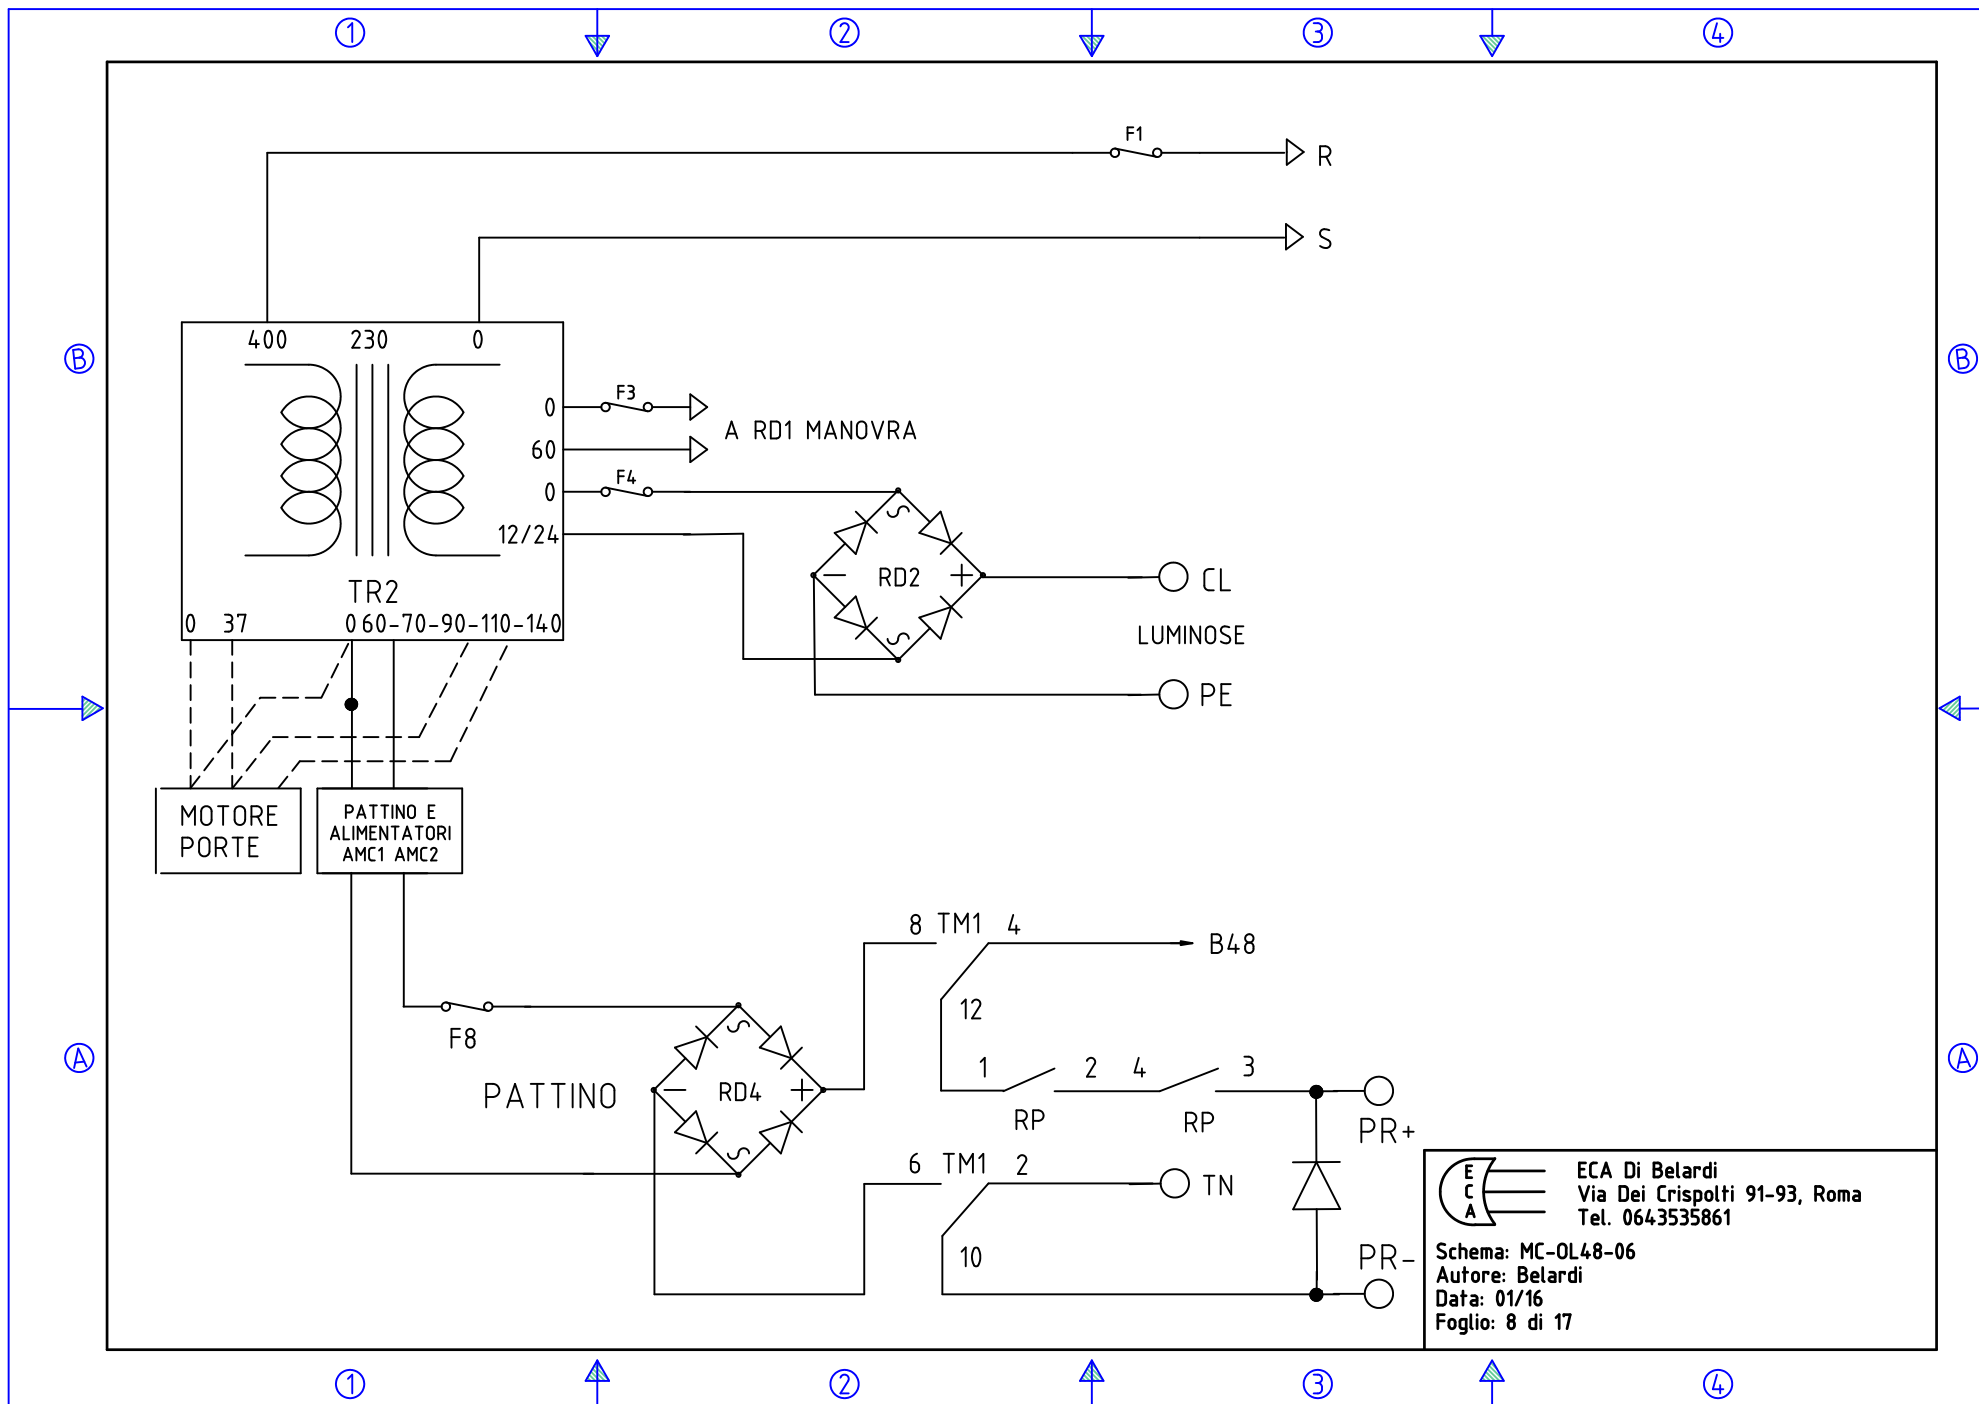 1 2 3 4
F1
R
S
B
B
400 230 0
0
F3
A RD1 MANOVRA
60
0
F4
12/24
TR2
RD2
CL
LUMINOSE
PE
0 37 0 60-70-90-110-140
MOTORE
PORTE
PATTINO E
ALIMENTATORI
AMC1 AMC2
8 TM1 4
B48
12
F8
A
A
1 2 4 3
PATTINO
RD4
RP
RP
PR+
6 TM1 2
TN
10
PR-
E
C
A
ECA Di Belardi
Via Dei Crispolti 91-93, Roma
Tel. 0643535861
Schema: MC-OL48-06
Autore: Belardi
Data: 01/16
Foglio: 8 di 17
1 2 3 4